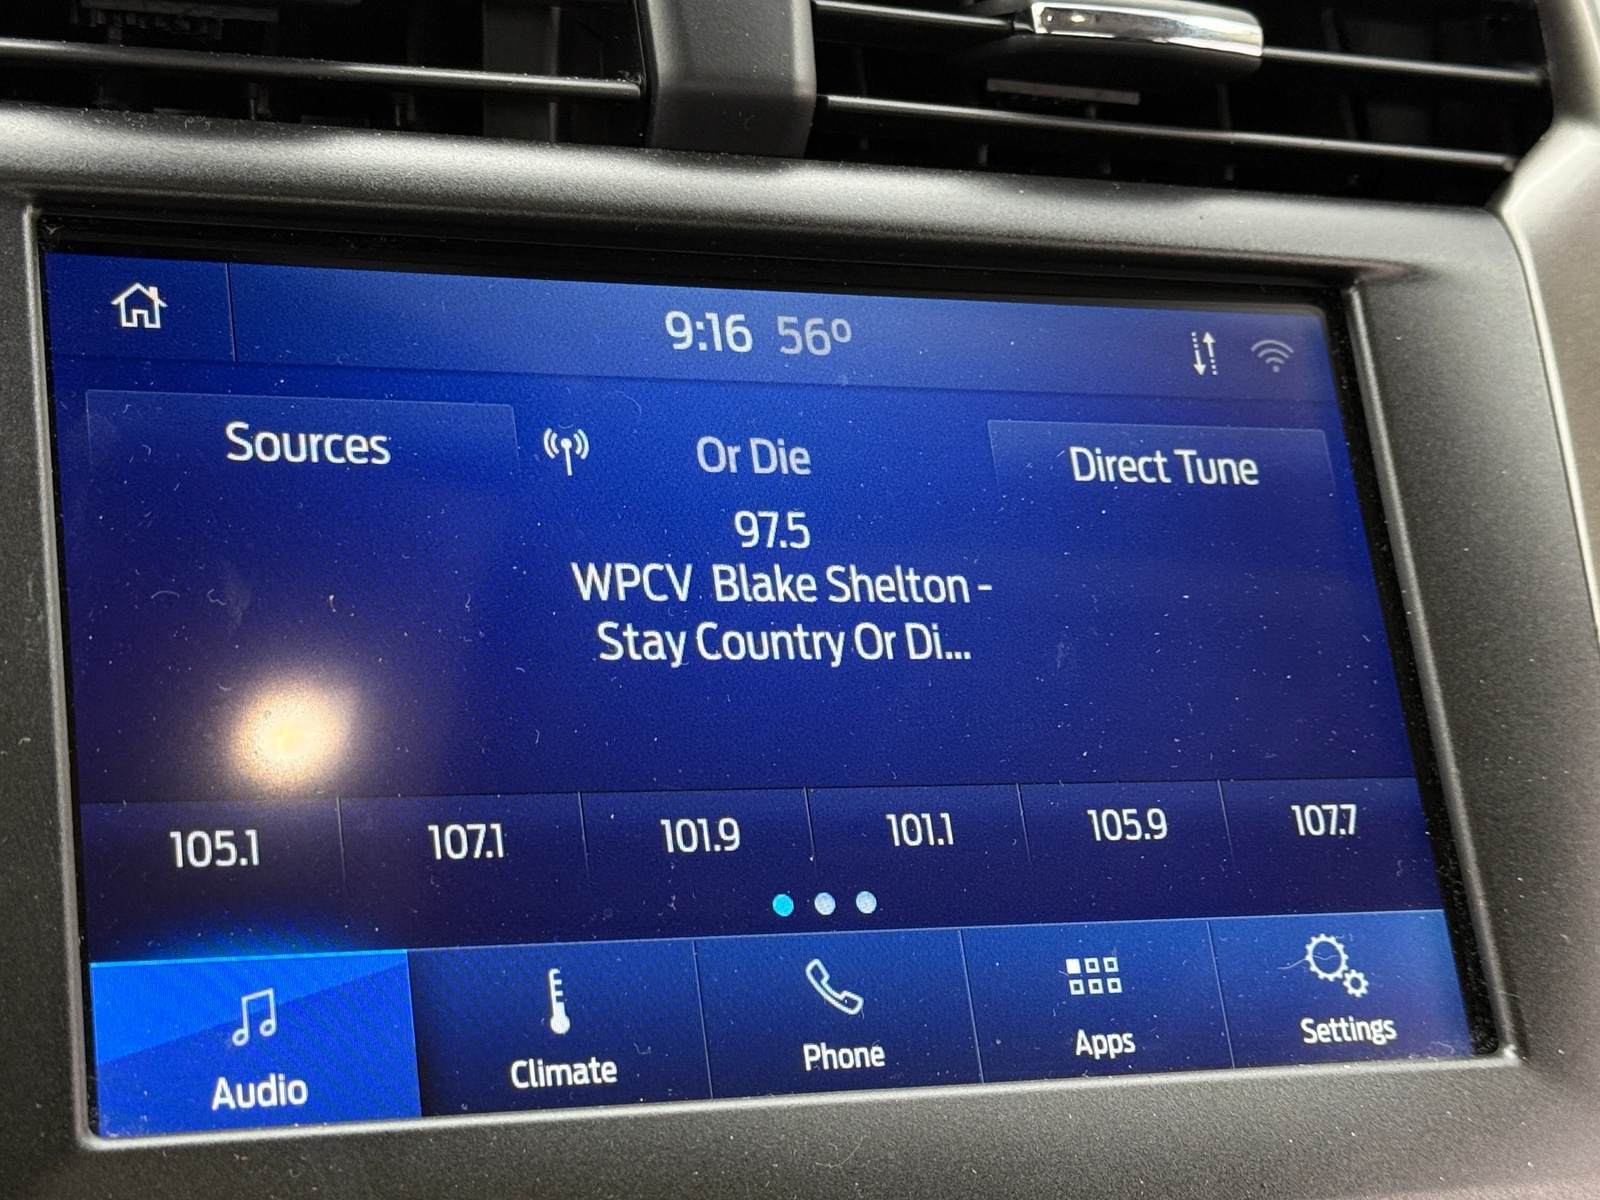 9:16 56°
Sources
Or Die
Direct Tune
97.5
WPCV Blake Shelton -
Stay Country Or Di...
105.1 107.1 101.9 101.1 105.9 107.7
Audio Climate Phone Apps Settings